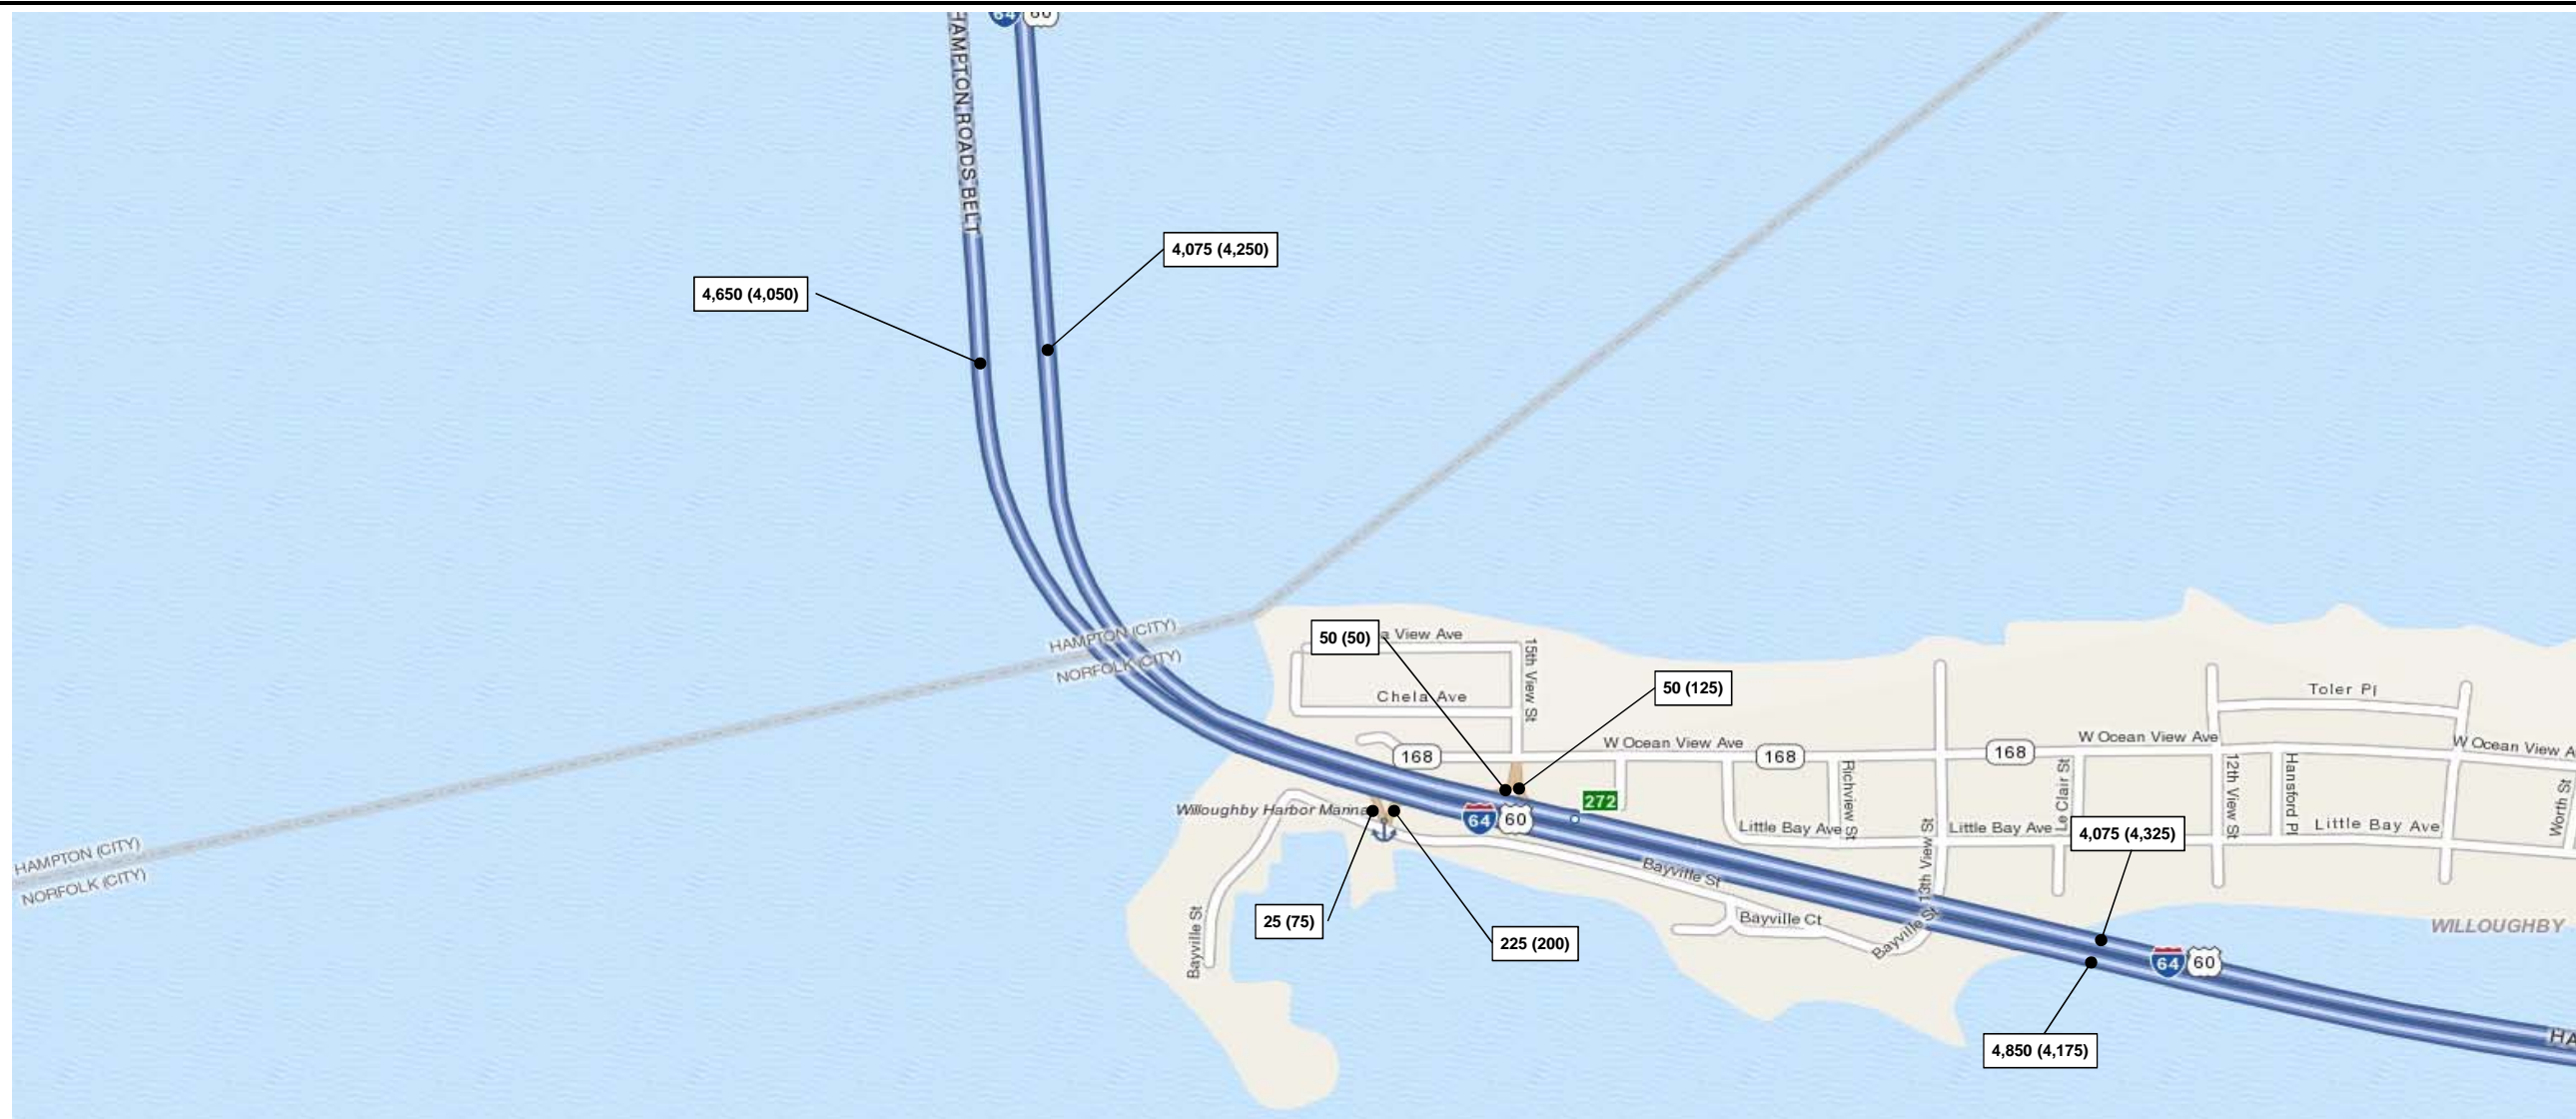 64 60
HAMPTON ROADS BELT
4,075 (4,250)
4,650 (4,050)
HAMPTON (CITY)
NORFOLK (CITY)
50 (50)
a View Ave
15th View St
50 (125)
Chela Ave
Toler Pl
168
W Ocean View Ave
168
168
W Ocean View Ave
W Ocean View A
Willoughby Harbor Marina
272
64 60
Richview St
Le Clair St
12th View St
Hansford Pl
Worth St
Little Bay Ave
Little Bay Ave
4,075 (4,325)
Little Bay Ave
HAMPTON (CITY)
NORFOLK (CITY)
Bayville St
13th View St
25 (75)
225 (200)
Bayville Ct
Bayville St
Bayville St
WILLOUGHBY
64 60
4,850 (4,175)
HA